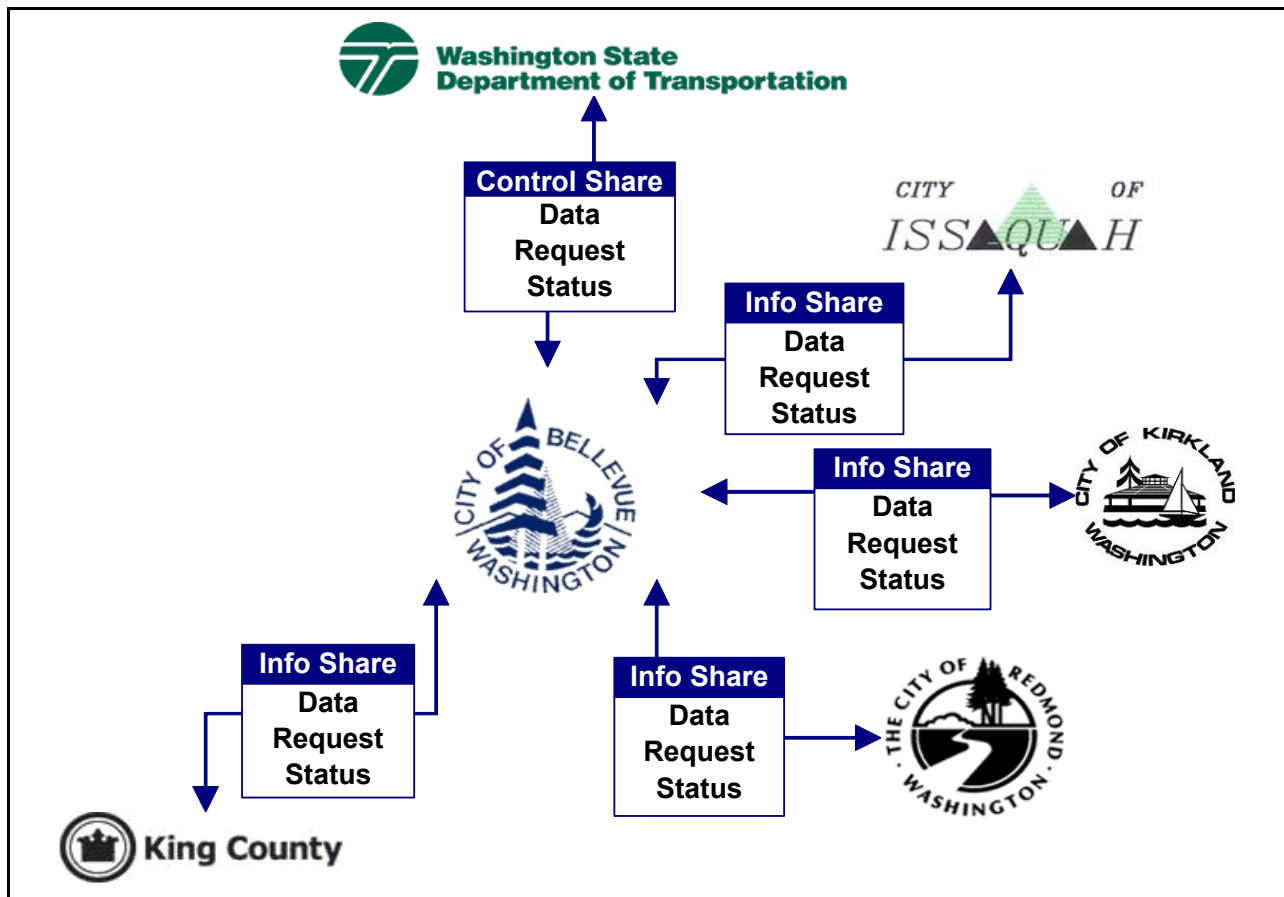 Washington State
Department of Transportation
Control Share
Data
Request
Status
CITY OF
ISSAQUAH
Info Share
Data
Request
Status
CITY OF BELLEVUE
WASHINGTON
Info Share
Data
Request
Status
CITY OF KIRKLAND
WASHINGTON
Info Share
Data
Request
Status
King County
Info Share
Data
Request
Status
THE CITY OF REDMOND
WASHINGTON